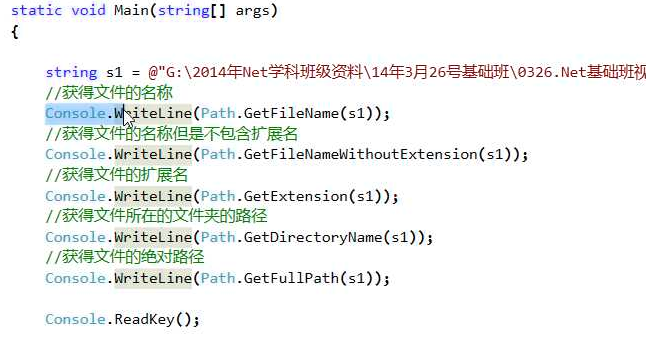 static void Main(string[] args)
{
string s1 = @"G:\2014年Net学科班级资料\14年3月26号基础班\0326.Net基础班视
//获得文件的名称
Console.WriteLine(Path.GetFileName(s1));
//获得文件的名称但是不包含扩展名
Console.WriteLine(Path.GetFileNameWithoutExtension(s1));
//获得文件的扩展名
Console.WriteLine(Path.GetExtension(s1));
//获得文件所在的文件夹的路径
Console.WriteLine(Path.GetDirectoryName(s1));
//获得文件的绝对路径
Console.WriteLine(Path.GetFullPath(s1));
Console.ReadKey();